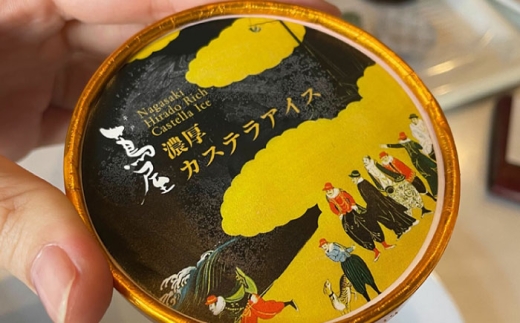 Nagasaki
Hirado Rich
Castella Ice
蔦屋
濃厚
カステラアイス